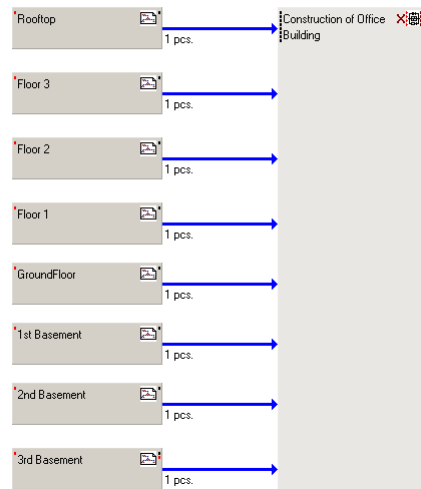 Rooftop
1 pcs.
Construction of Office
Building
Floor 3
1 pcs.
Floor 2
1 pcs.
Floor 1
1 pcs.
GroundFloor
1 pcs.
1st Basement
1 pcs.
2nd Basement
1 pcs.
3rd Basement
1 pcs.